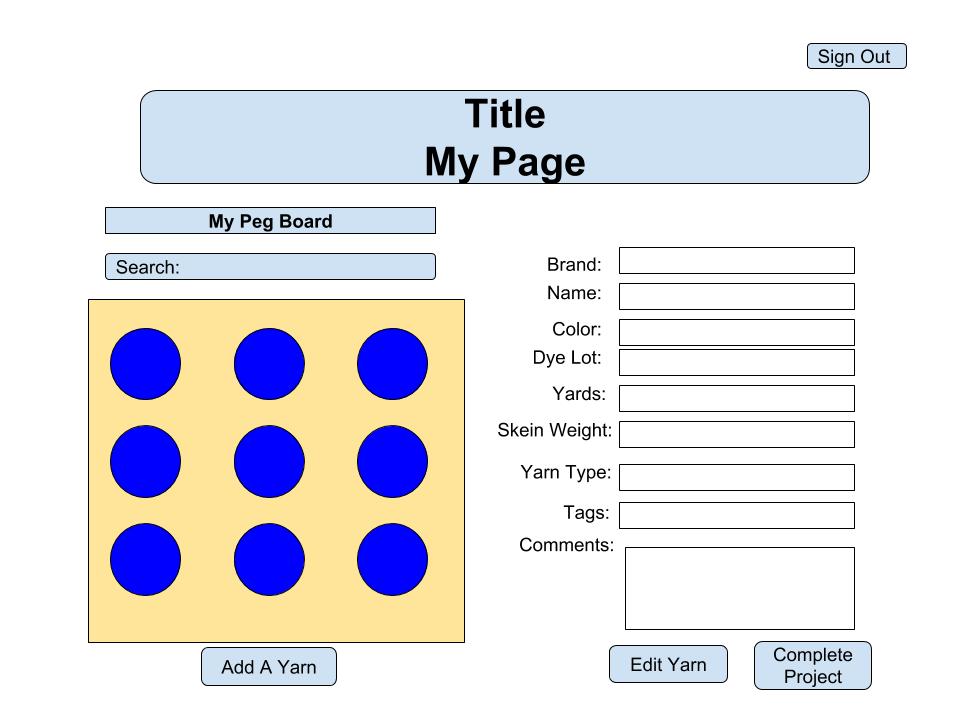 Sign Out
Title
My Page
My Peg Board
Search:
Brand:
Name:
Color:
Dye Lot:
Yards:
Skein Weight:
Yarn Type:
Tags:
Comments:
Add A Yarn
Edit Yarn
Complete
Project